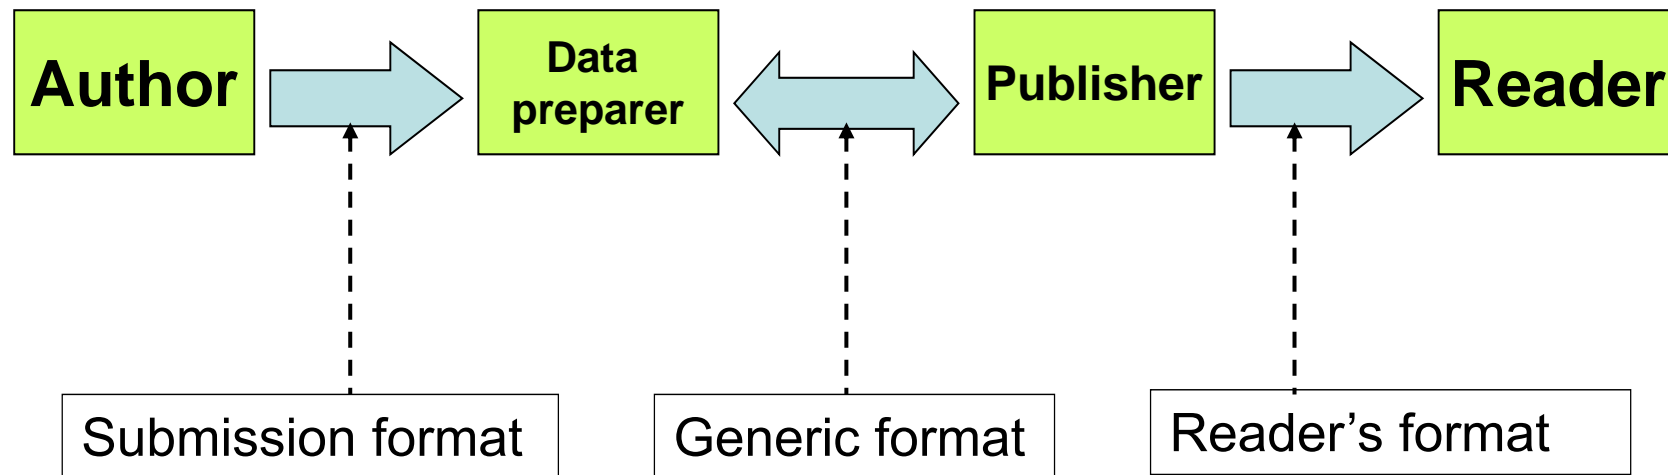 Author
Data
preparer
Publisher
Reader
Submission format
Generic format
Reader’s format